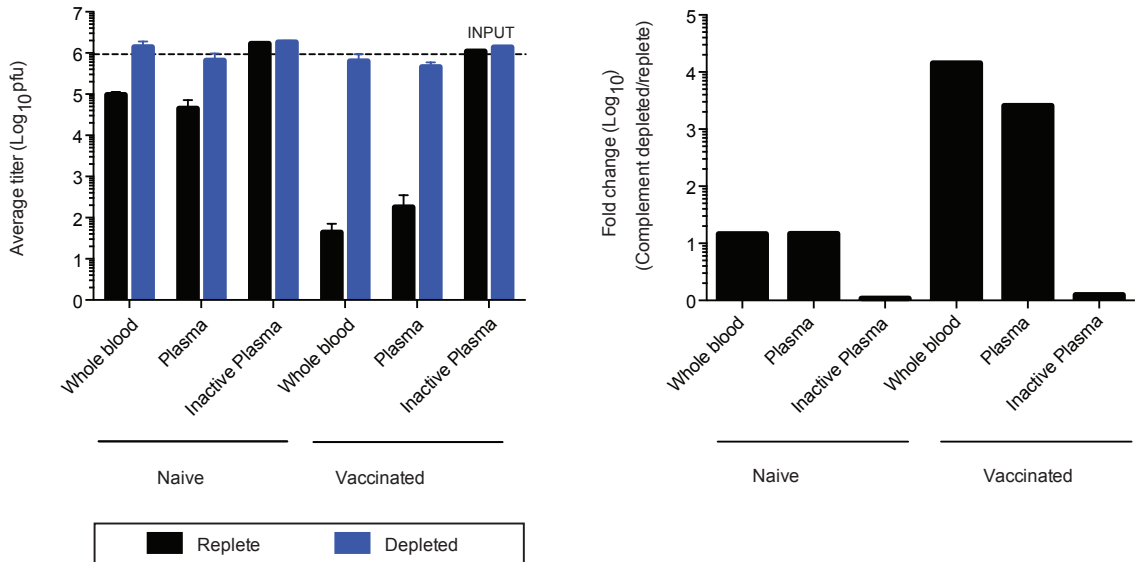 Average titer (Log10pfu)
7
6
5
4
3
2
1
0
INPUT
Whole blood
Plasma
Inactive Plasma
Whole blood
Plasma
Inactive Plasma
Naive
Vaccinated
Replete
Depleted
Fold change (Log10)
(Complement depleted/replete)
5
4
3
2
1
0
Whole blood
Plasma
Inactive Plasma
Whole blood
Plasma
Inactive Plasma
Naive
Vaccinated